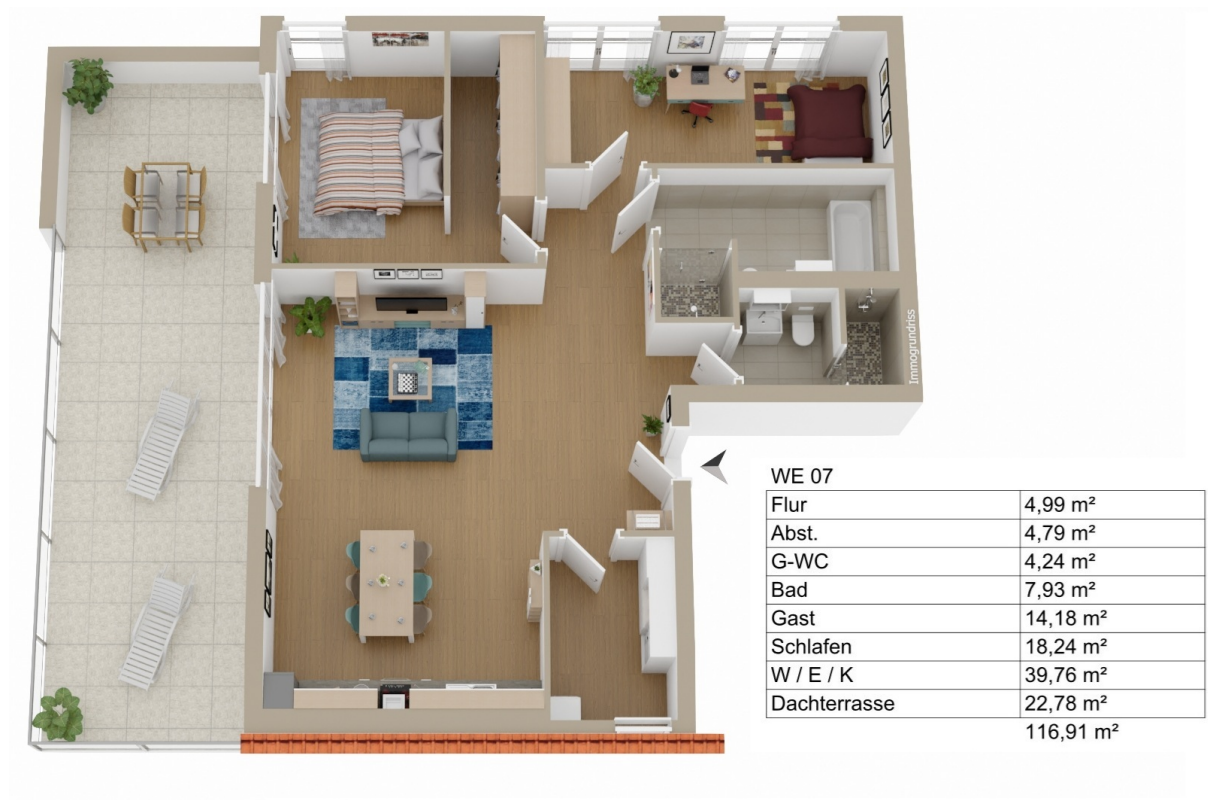 Immogrundriss
WE 07
Flur 4,99 m²
Abst. 4,79 m²
G-WC 4,24 m²
Bad 7,93 m²
Gast 14,18 m²
Schlafen 18,24 m²
W / E / K 39,76 m²
Dachterrasse 22,78 m²
116,91 m²